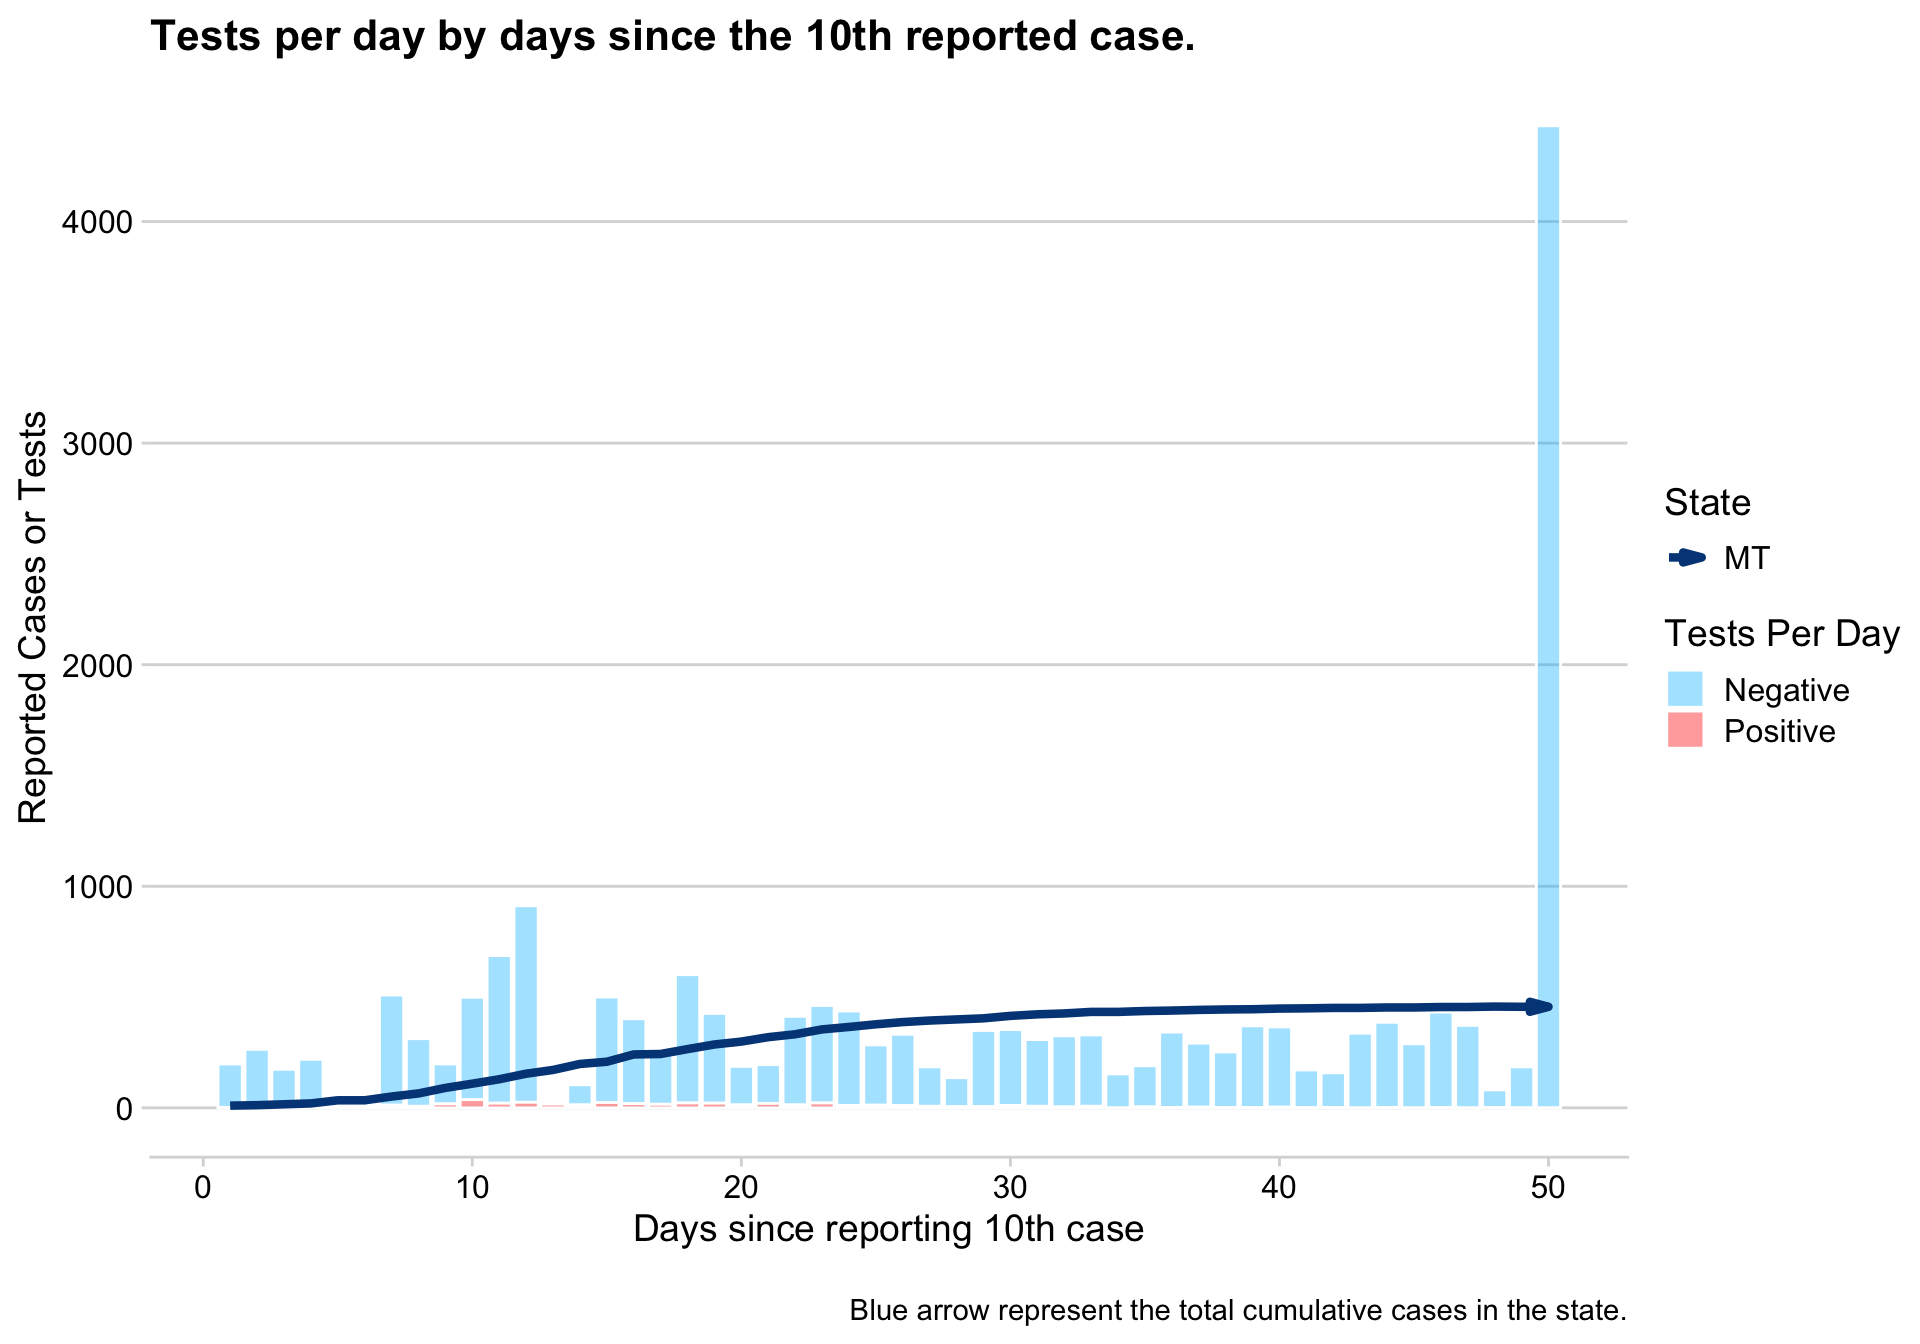 Tests per day by days since the 10th reported case.
Reported Cases or Tests
4000
3000
2000
1000
0
0 10 20 30 40 50
Days since reporting 10th case
State
MT
Tests Per Day
Negative
Positive
Blue arrow represent the total cumulative cases in the state.